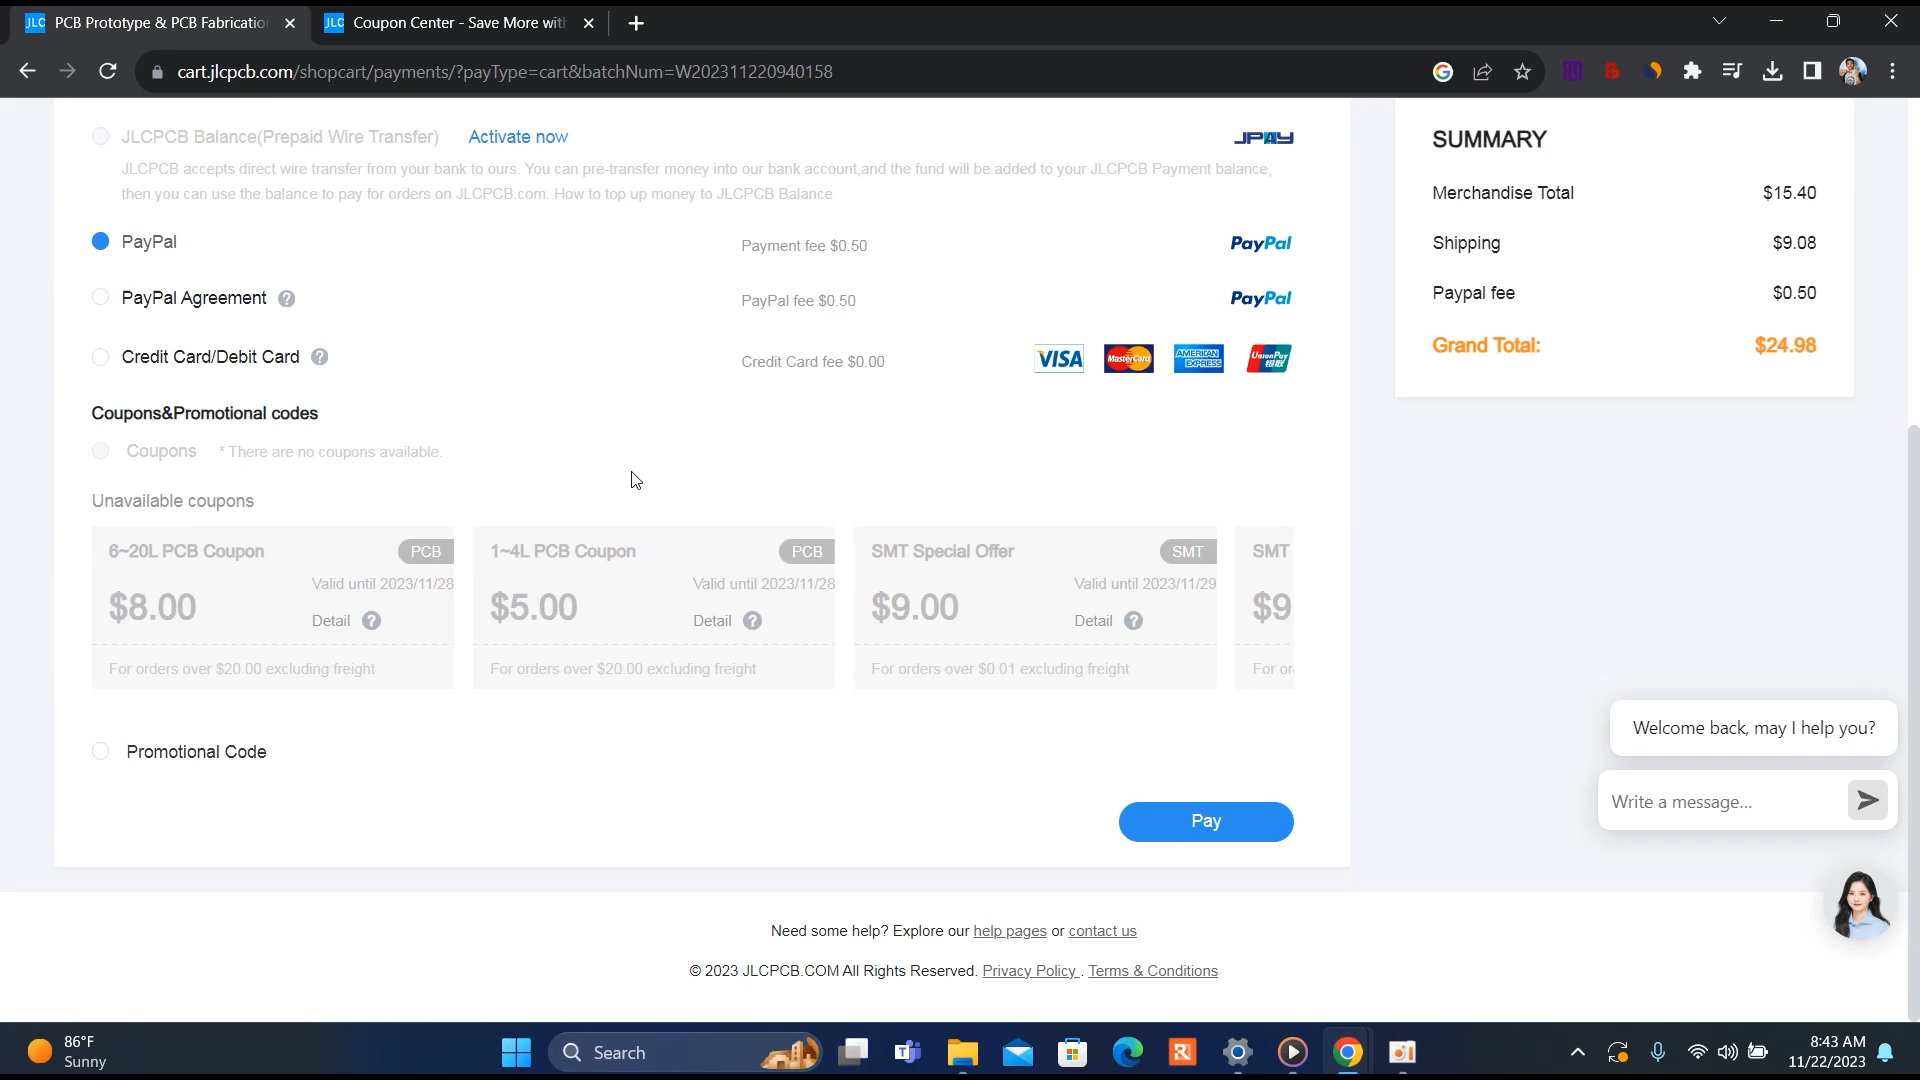 JLC PCB Prototype & PCB Fabricatio
JLC Coupon Center - Save More with
cart.jlcpcb.com/shopcart/payments/?payType=cart&batchNum=W202311220940158
JLCPCB Balance(Prepaid Wire Transfer) Activate now JPAY
JLCPCB accepts direct wire transfer from your bank to ours. You can pre-transfer money into our bank account,and the fund will be added to your JLCPCB Payment balance,
then you can use the balance to pay for orders on JLCPCB.com. How to top up money to JLCPCB Balance
PayPal Payment fee $0.50 PayPal
PayPal Agreement ? PayPal fee $0.50 PayPal
Credit Card/Debit Card ? Credit Card fee $0.00 VISA MasterCard AMERICAN EXPRESS UnionPay 银联
Coupons&Promotional codes
Coupons * There are no coupons available.
Unavailable coupons
6~20L PCB Coupon PCB
Valid until 2023/11/28
$8.00
Detail ?
For orders over $20.00 excluding freight
1~4L PCB Coupon PCB
Valid until 2023/11/28
$5.00
Detail ?
For orders over $20.00 excluding freight
SMT Special Offer SMT
Valid until 2023/11/29
$9.00
Detail ?
For orders over $0.01 excluding freight
SMT
$9
For or
Promotional Code
Pay
SUMMARY
Merchandise Total $15.40
Shipping $9.08
Paypal fee $0.50
Grand Total: $24.98
Welcome back, may I help you?
Write a message...
Need some help? Explore our help pages or contact us
© 2023 JLCPCB.COM All Rights Reserved. Privacy Policy . Terms & Conditions
86°F
Sunny
Search
8:43 AM
11/22/2023